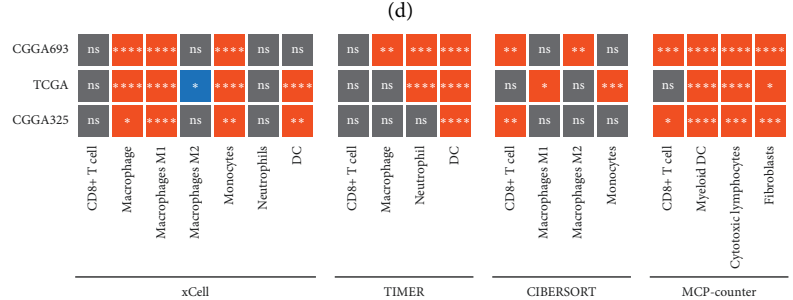 (d)
CGGA693 ns **** **** ns **** ns ns ns ** *** **** ** ns ** ns *** **** **** ****
TCGA ns **** **** * **** ns **** ns ns **** **** ns * ns *** ns **** **** *
CGGA325 ns * **** ns ** ns ** ns ns ns **** ** ns ns ns * **** *** ***
CD8+ T cell
Macrophage
Macrophages M1
Macrophages M2
Monocytes
Neutrophils
DC
CD8+ T cell
Macrophage
Neutrophil
DC
CD8+ T cell
Macrophages M1
Macrophages M2
Monocytes
CD8+ T cell
Myeloid DC
Cytotoxic lymphocytes
Fibroblasts
xCell TIMER CIBERSORT MCP-counter